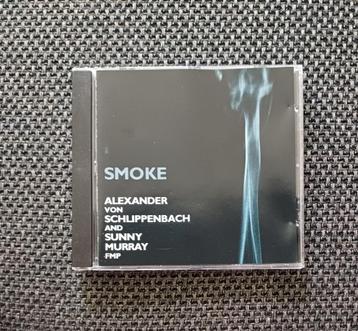 SMOKE
ALEXANDER
VON
SCHLIPPENBACH
AND
SUNNY
MURRAY
FMP